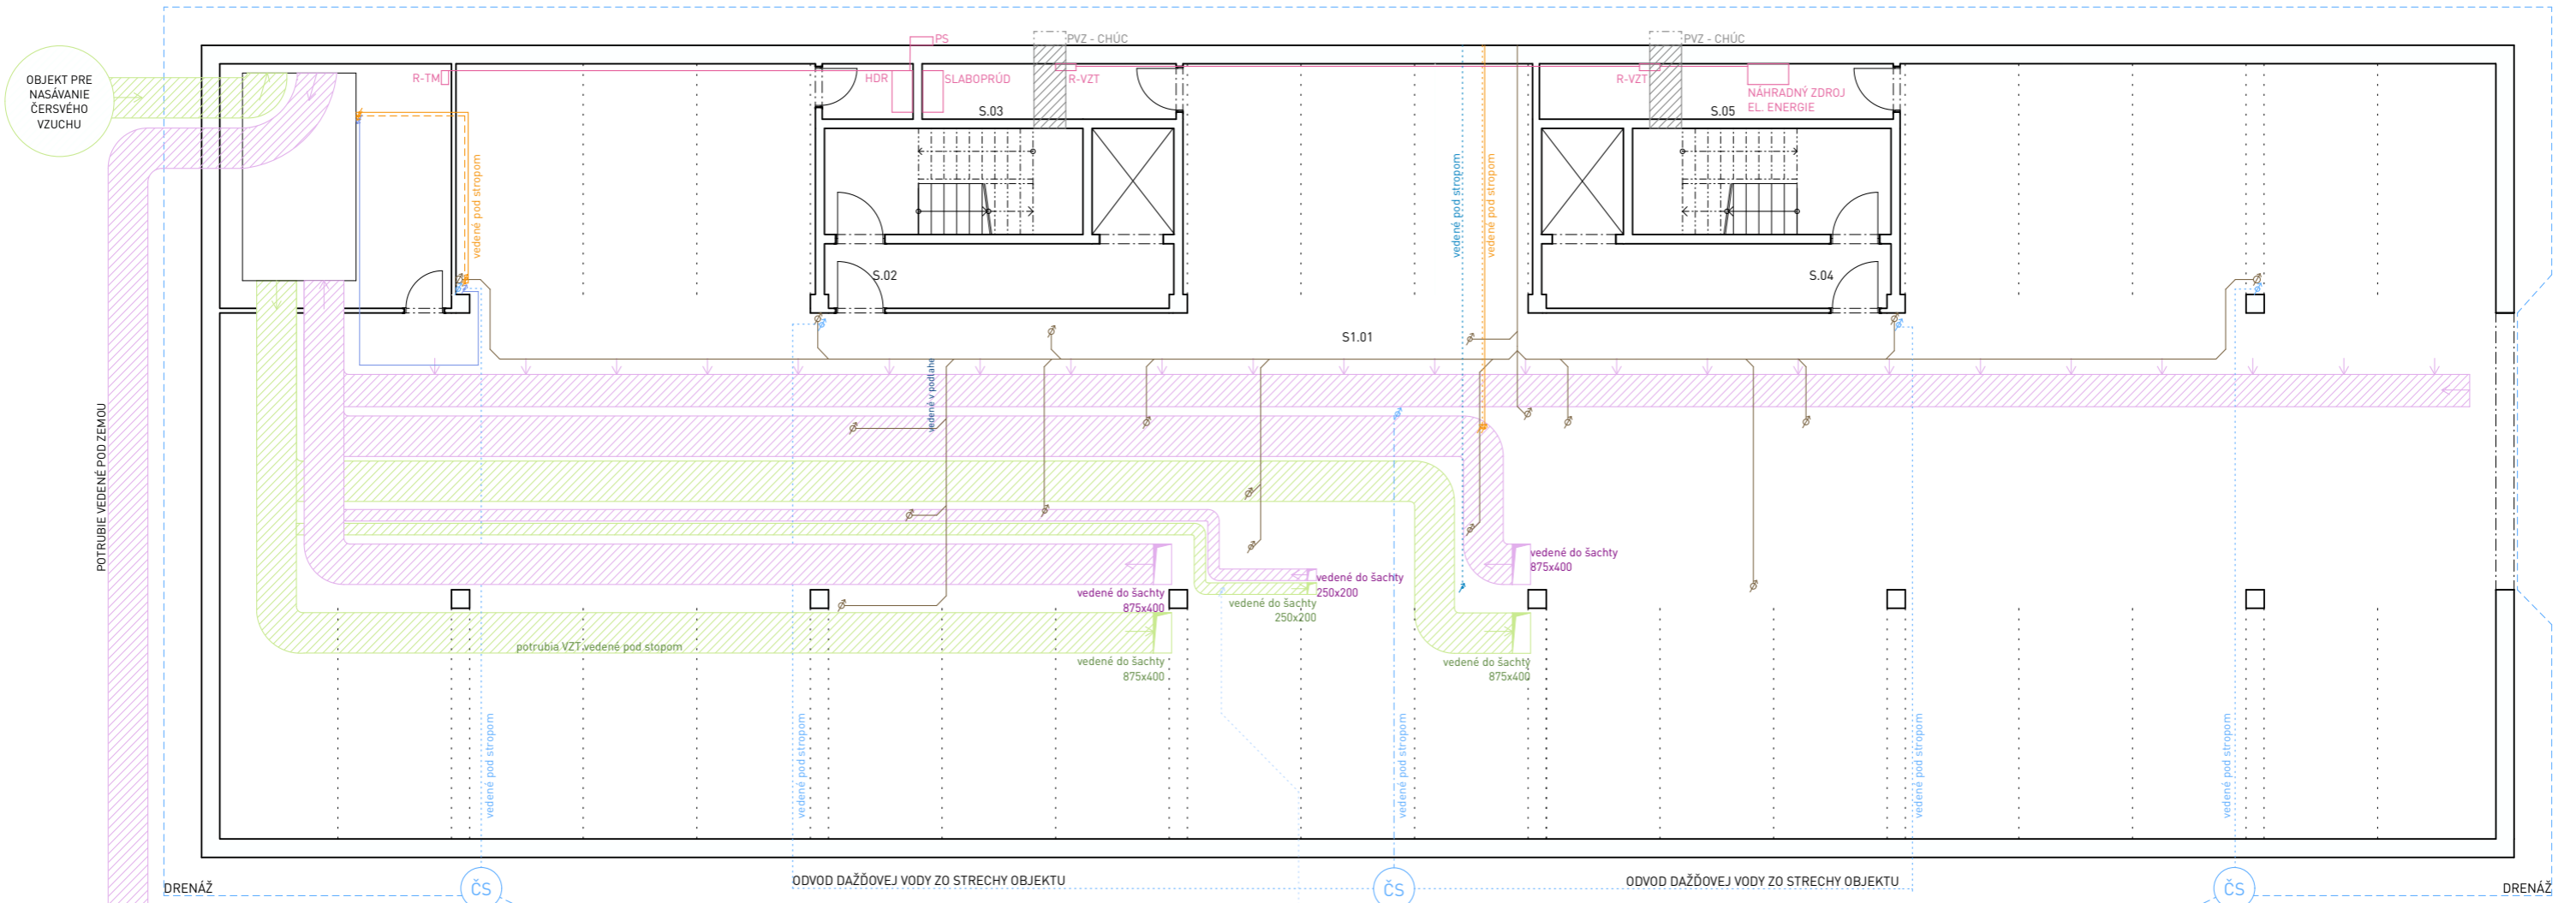 PS
PVZ - CHÚC
PVZ - CHÚC
OBJEKT PRE
NASÁVANIE
ČERSVÉHO
VZUCHU
R-TM
HDR
SLABOPRÚD
R-VZT
R-VZT
NÁHRADNÝ ZDROJ
EL. ENERGIE
S.03
S.05
vedené pod stropom
vedené pod stropom
vedené pod stropom
S.02
S.04
S1.01
vedené v podlahe
POTRUBIE VEDENÉ POD ZEMOU
vedené do šachty
875x400
vedené do šachty
250x200
vedené do šachty
875x400
vedené do šachty
250x200
potrubia VZT vedené pod stopom
vedené do šachty
875x400
vedené do šachty
875x400
vedené pod stropom
vedené pod stropom
vedené pod stropom
vedené pod stropom
vedené pod stropom
DRENÁŽ
ČS
ODVOD DAŽĎOVEJ VODY ZO STRECHY OBJEKTU
ČS
ODVOD DAŽĎOVEJ VODY ZO STRECHY OBJEKTU
ČS
DRENÁŽ